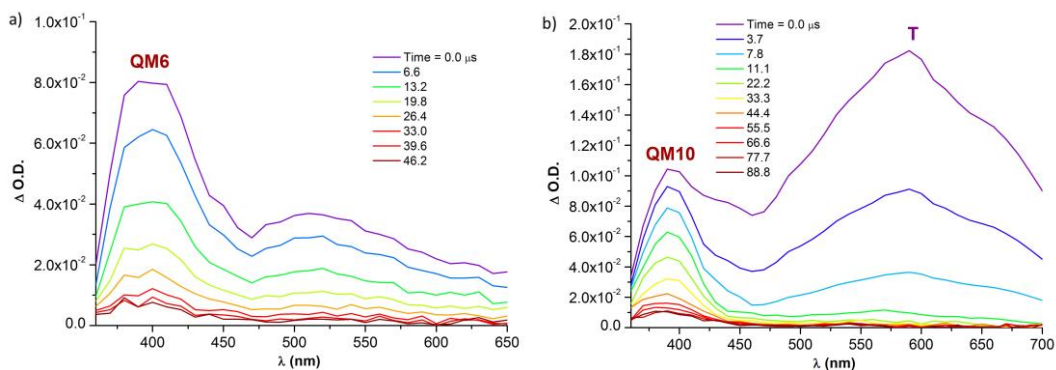 a)
1.0x10⁻¹
8.0x10⁻²
6.0x10⁻²
4.0x10⁻²
2.0x10⁻²
0.0
Δ O.D.
QM6
Time = 0.0 μs
6.6
13.2
19.8
26.4
33.0
39.6
46.2
400 450 500 550 600 650
λ (nm)
b)
2.0x10⁻¹
1.8x10⁻¹
1.6x10⁻¹
1.4x10⁻¹
1.2x10⁻¹
1.0x10⁻¹
8.0x10⁻²
6.0x10⁻²
4.0x10⁻²
2.0x10⁻²
0.0
Δ O.D.
QM10
T
Time = 0.0 μs
3.7
7.8
11.1
22.2
33.3
44.4
55.5
66.6
77.7
88.8
400 450 500 550 600 650 700
λ (nm)